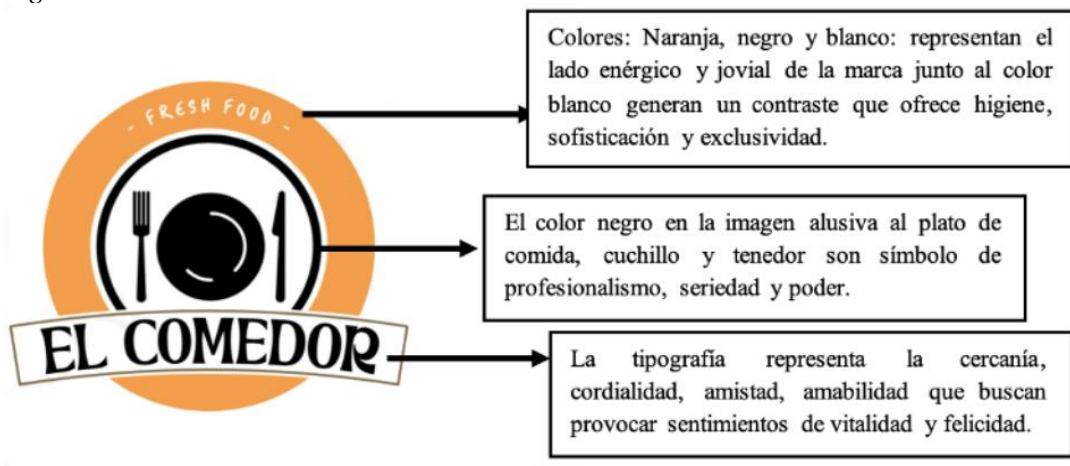 Colores: Naranja, negro y blanco: representan el
lado enérgico y jovial de la marca junto al color
blanco generan un contraste que ofrece higiene,
sofisticación y exclusividad.
- FRESH FOOD -
El color negro en la imagen alusiva al plato de
comida, cuchillo y tenedor son símbolo de
profesionalismo, seriedad y poder.
EL COMEDOR
La tipografía representa la cercanía,
cordialidad, amistad, amabilidad que buscan
provocar sentimientos de vitalidad y felicidad.